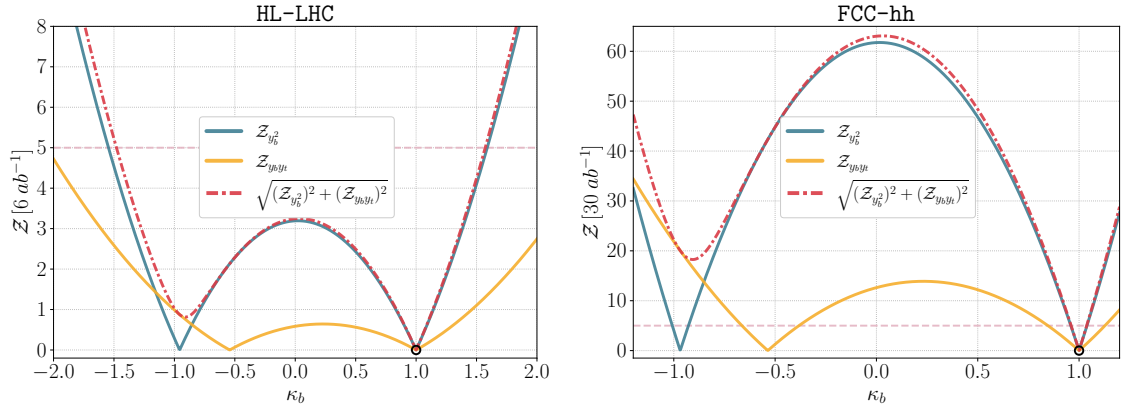 HL-LHC
8
7
6
5
4
3
2
1
0
Z [6 ab⁻¹]
Z_{y_b^2}
Z_{y_b y_t}
√((Z_{y_b^2})² + (Z_{y_b y_t})²)
−2.0 −1.5 −1.0 −0.5 0.0 0.5 1.0 1.5 2.0
κ_b
FCC-hh
60
50
40
30
20
10
0
Z [30 ab⁻¹]
Z_{y_b^2}
Z_{y_b y_t}
√((Z_{y_b^2})² + (Z_{y_b y_t})²)
−1.0 −0.5 0.0 0.5 1.0
κ_b